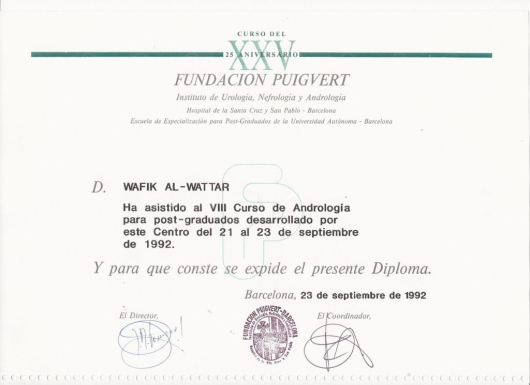 CURSO DEL
XXV
25 ANIVERSARIO
FUNDACION PUIGVERT
Instituto de Urología, Nefrología y Andrología
Hospital de la Santa Cruz y San Pablo - Barcelona
Escuela de Especialización para Post-Graduados de la Universidad Autónoma - Barcelona
D. WAFIK AL-WATTAR
Ha asistido al VIII Curso de Andrología
para post-graduados desarrollado por
este Centro del 21 al 23 de septiembre
de 1992.
Y para que conste se expide el presente Diploma.
Barcelona, 23 de septiembre de 1992
El Director,
El Coordinador,
FUNDACION PUIGVERT-BARCELONA